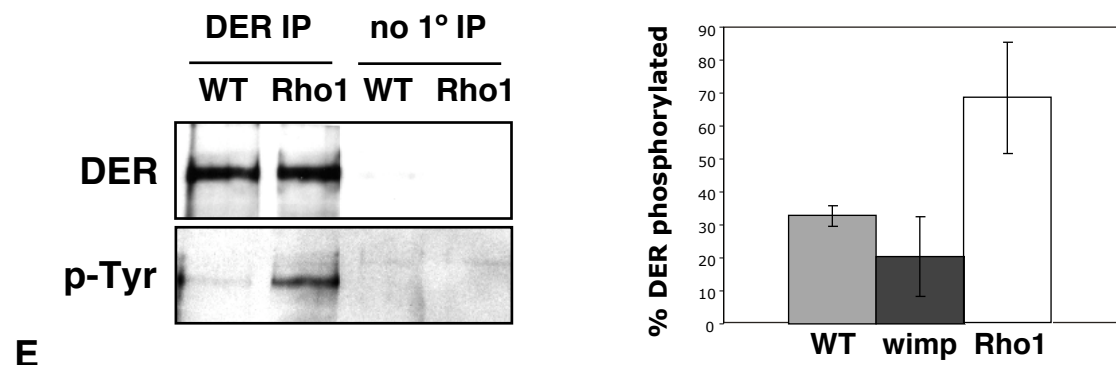 DER IP no 1º IP
WT Rho1 WT Rho1
DER
p-Tyr
E
% DER phosphorylated
90
80
70
60
50
40
30
20
10
0
WT wimp Rho1